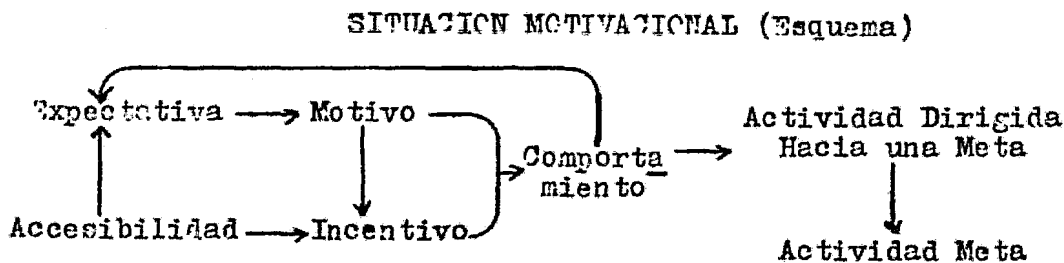 SITUACION MOTIVACIONAL (Esquema)
Expectativa Motivo
Actividad Dirigida
Hacia una Meta
Comporta
miento
Accesibilidad Incentivo
Actividad Meta